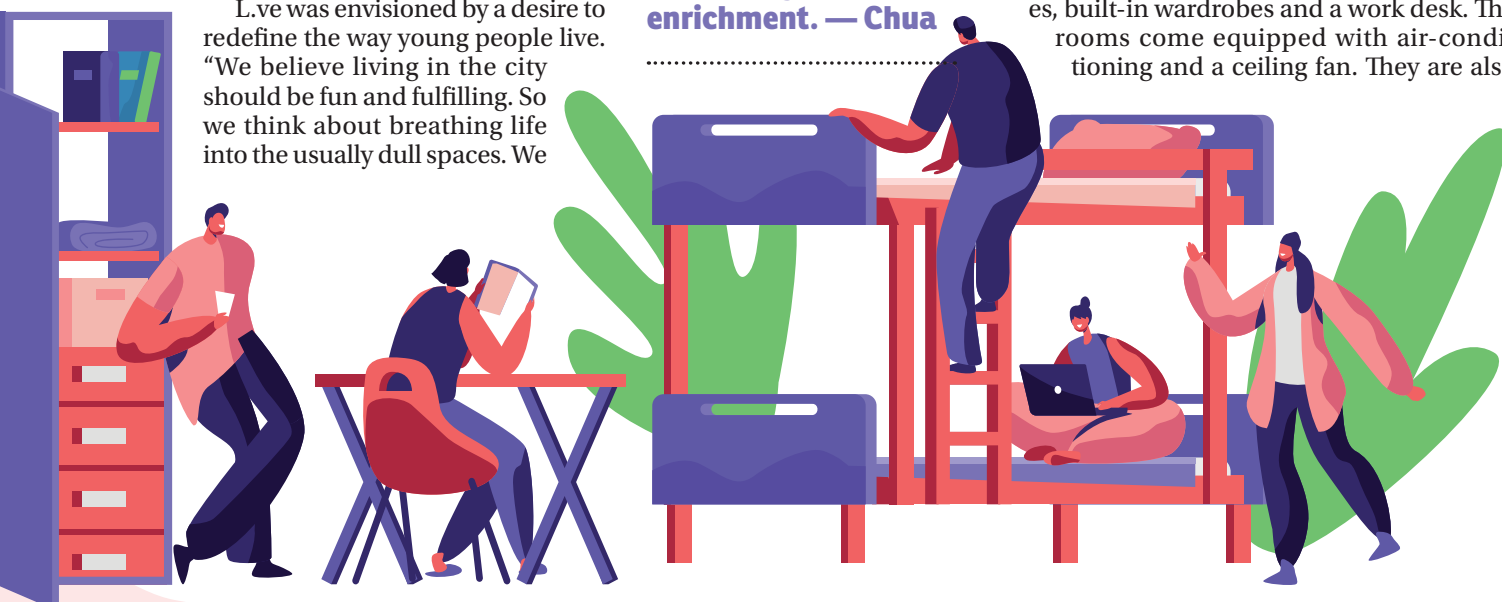 L.ve was envisioned by a desire to
redefine the way young people live.
“We believe living in the city
should be fun and fulfilling. So
we think about breathing life
into the usually dull spaces. We
enrichment. — Chua
es, built-in wardrobes and a work desk. Th
rooms come equipped with air-condi
tioning and a ceiling fan. They are als